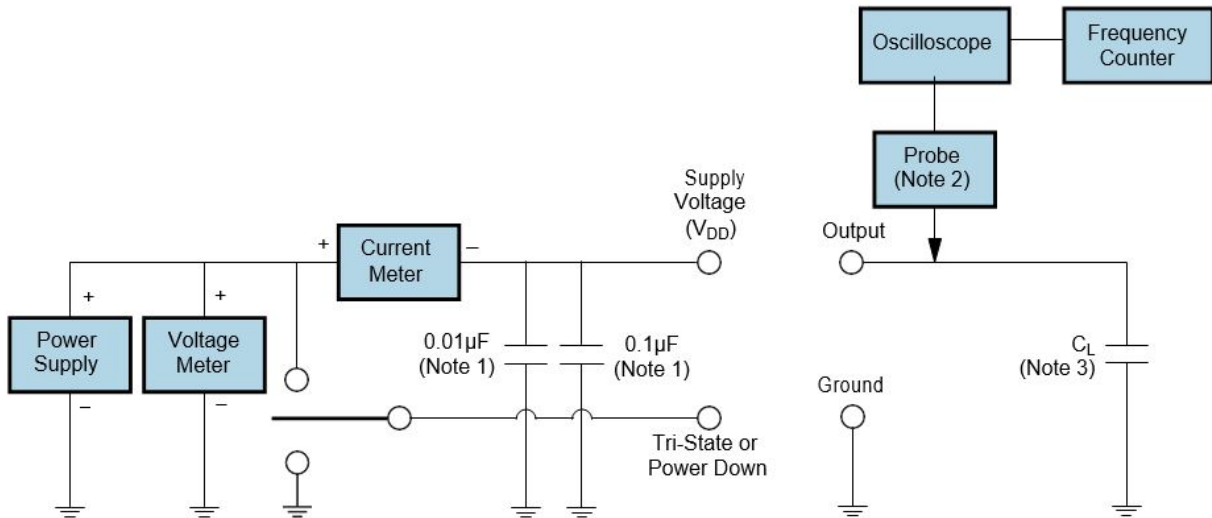 Oscilloscope
Frequency
Counter
Probe
(Note 2)
Supply
Voltage
(VDD)
Output
+
Current
Meter
–
+
+
Power
Supply
Voltage
Meter
0.01µF
(Note 1)
0.1µF
(Note 1)
CL
(Note 3)
–
–
Ground
Tri-State or
Power Down